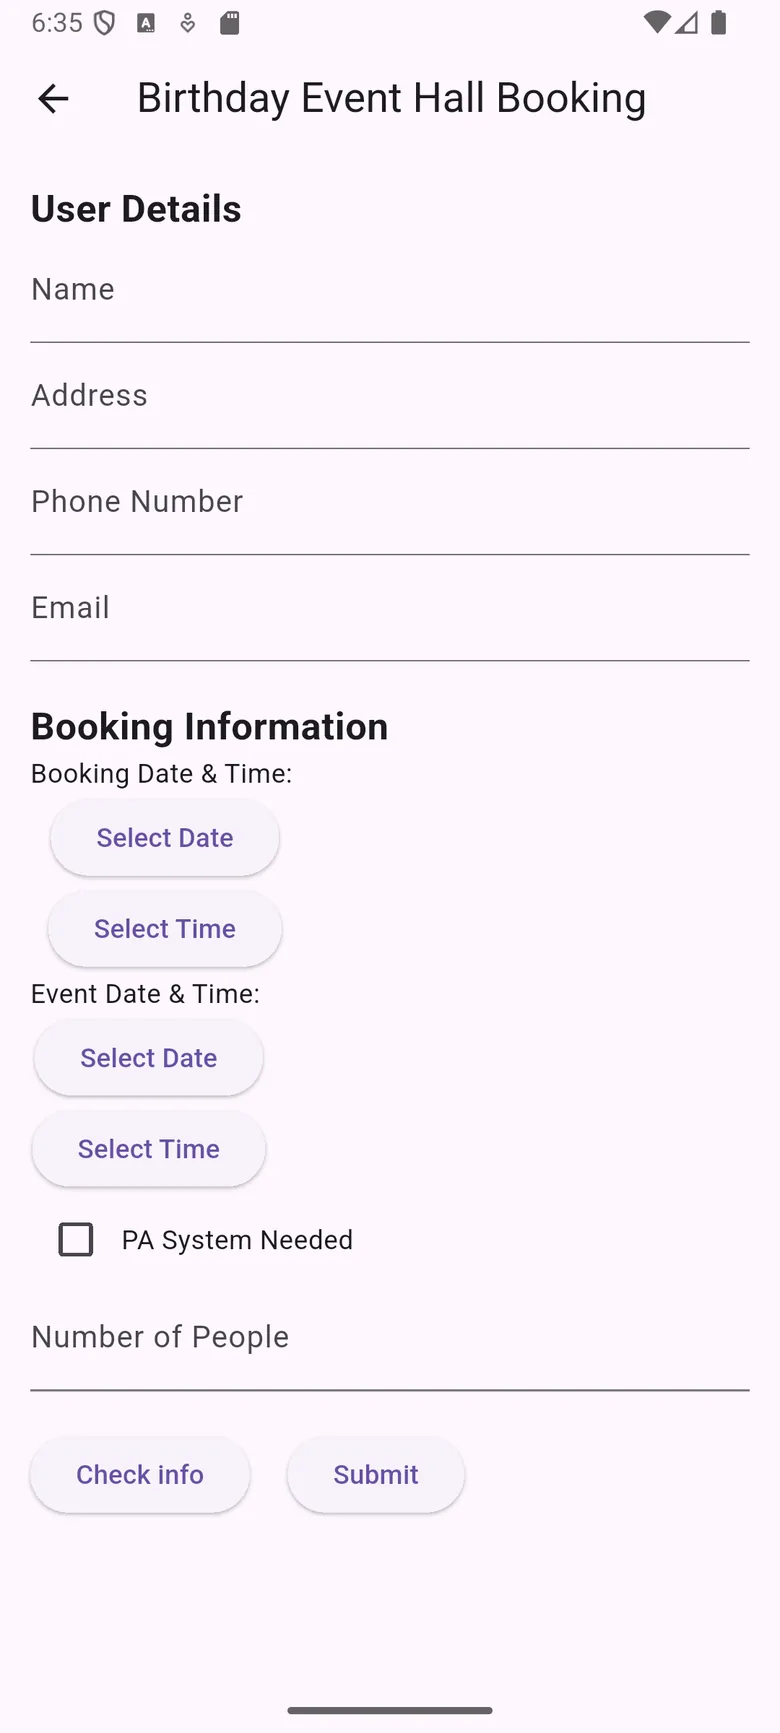 6:35
Birthday Event Hall Booking
User Details
Name
Address
Phone Number
Email
Booking Information
Booking Date & Time:
Select Date
Select Time
Event Date & Time:
Select Date
Select Time
PA System Needed
Number of People
Check info Submit